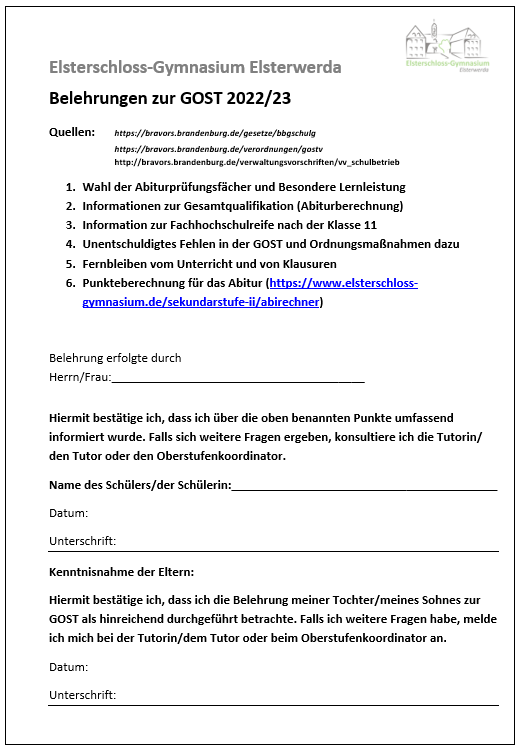 Elsterschloss-Gymnasium
Elsterwerda
Elsterschloss-Gymnasium Elsterwerda
Belehrungen zur GOST 2022/23
Quellen: https://bravors.brandenburg.de/gesetze/bbgschulg
https://bravors.brandenburg.de/verordnungen/gostv
http://bravors.brandenburg.de/verwaltungsvorschriften/vv_schulbetrieb
1. Wahl der Abiturprüfungsfächer und Besondere Lernleistung
2. Informationen zur Gesamtqualifikation (Abiturberechnung)
3. Information zur Fachhochschulreife nach der Klasse 11
4. Unentschuldigtes Fehlen in der GOST und Ordnungsmaßnahmen dazu
5. Fernbleiben vom Unterricht und von Klausuren
6. Punkteberechnung für das Abitur (https://www.elsterschloss-
gymnasium.de/sekundarstufe-ii/abirechner)
Belehrung erfolgte durch
Herrn/Frau:
Hiermit bestätige ich, dass ich über die oben benannten Punkte umfassend
informiert wurde. Falls sich weitere Fragen ergeben, konsultiere ich die Tutorin/
den Tutor oder den Oberstufenkoordinator.
Name des Schülers/der Schülerin:
Datum:
Unterschrift:
Kenntnisnahme der Eltern:
Hiermit bestätige ich, dass ich die Belehrung meiner Tochter/meines Sohnes zur
GOST als hinreichend durchgeführt betrachte. Falls ich weitere Fragen habe, melde
ich mich bei der Tutorin/dem Tutor oder beim Oberstufenkoordinator an.
Datum:
Unterschrift: